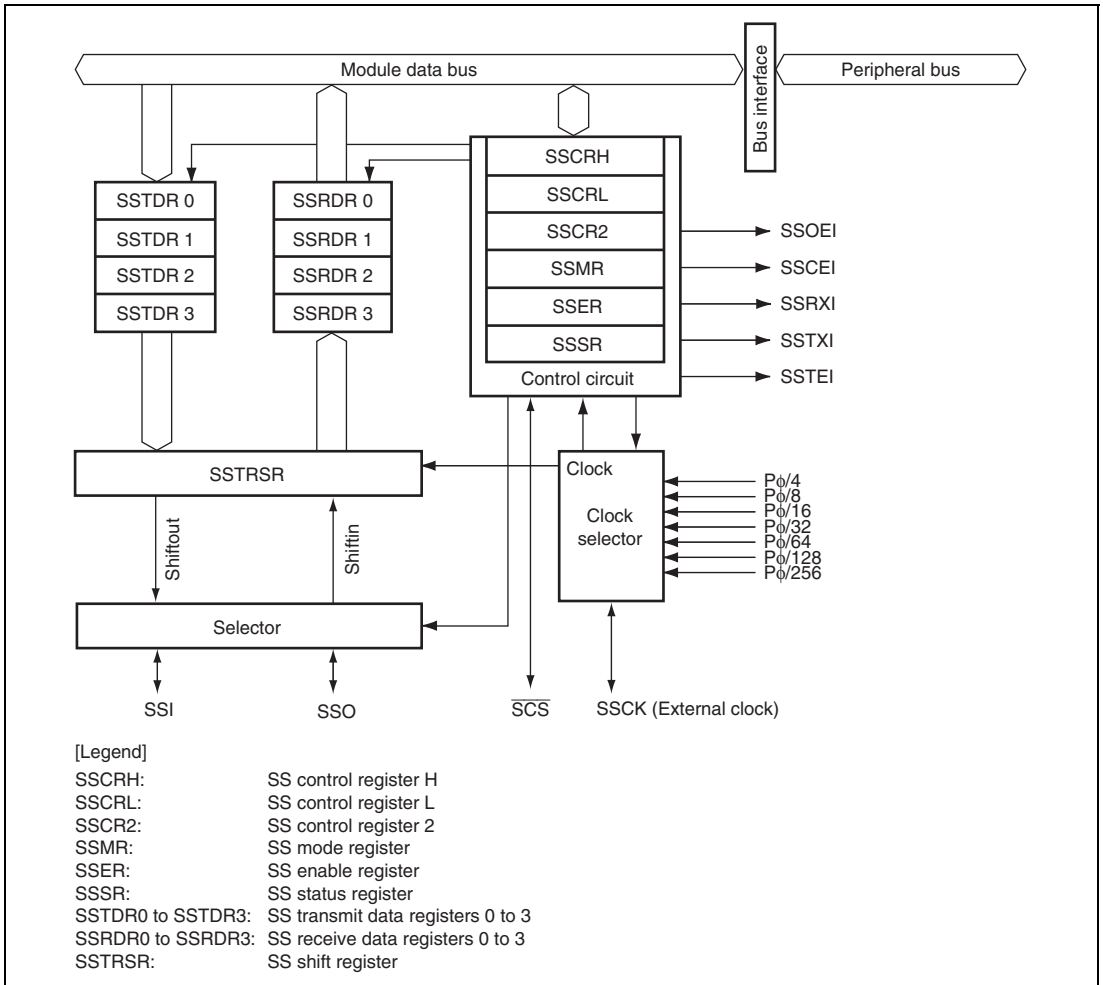 Module data bus
Bus interface
Peripheral bus
SSTDR 0
SSTDR 1
SSTDR 2
SSTDR 3
SSRDR 0
SSRDR 1
SSRDR 2
SSRDR 3
SSCRH
SSCRL
SSCR2
SSMR
SSER
SSSR
Control circuit
SSOEI
SSCEI
SSRXI
SSTXI
SSTEI
SSTRSR
Clock
Clock
selector
Pϕ/4
Pϕ/8
Pϕ/16
Pϕ/32
Pϕ/64
Pϕ/128
Pϕ/256
Shiftout
Shiftin
Selector
SSI
SSO
SCS
SSCK (External clock)
[Legend]
SSCRH: SS control register H
SSCRL: SS control register L
SSCR2: SS control register 2
SSMR: SS mode register
SSER: SS enable register
SSSR: SS status register
SSTDR0 to SSTDR3: SS transmit data registers 0 to 3
SSRDR0 to SSRDR3: SS receive data registers 0 to 3
SSTRSR: SS shift register